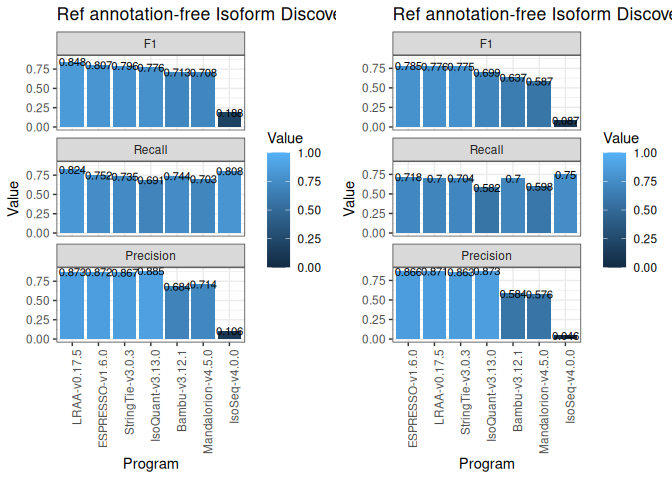 Ref annotation-free Isoform Discove
F1
0.848 0.807 0.796 0.776 0.713 0.708 0.188
0.75
0.50
0.25
0.00
Recall
0.824 0.752 0.735 0.691 0.744 0.703 0.808
0.75
0.50
0.25
0.00
Precision
0.873 0.872 0.867 0.885 0.684 0.714 0.106
0.75
0.50
0.25
0.00
Value
LRAA-v0.17.5
ESPRESSO-v1.6.0
StringTie-v3.0.3
IsoQuant-v3.13.0
Bambu-v3.12.1
Mandalorion-v4.5.0
IsoSeq-v4.0.0
Program
Value
1.00
0.75
0.50
0.25
0.00
Ref annotation-free Isoform Discove
F1
0.785 0.776 0.775 0.699 0.637 0.587 0.087
0.75
0.50
0.25
0.00
Recall
0.718 0.7 0.704 0.582 0.7 0.598 0.75
0.75
0.50
0.25
0.00
Precision
0.866 0.871 0.863 0.873 0.584 0.576 0.046
0.75
0.50
0.25
0.00
Value
ESPRESSO-v1.6.0
LRAA-v0.17.5
StringTie-v3.0.3
IsoQuant-v3.13.0
Bambu-v3.12.1
Mandalorion-v4.5.0
IsoSeq-v4.0.0
Program
Value
1.00
0.75
0.50
0.25
0.00